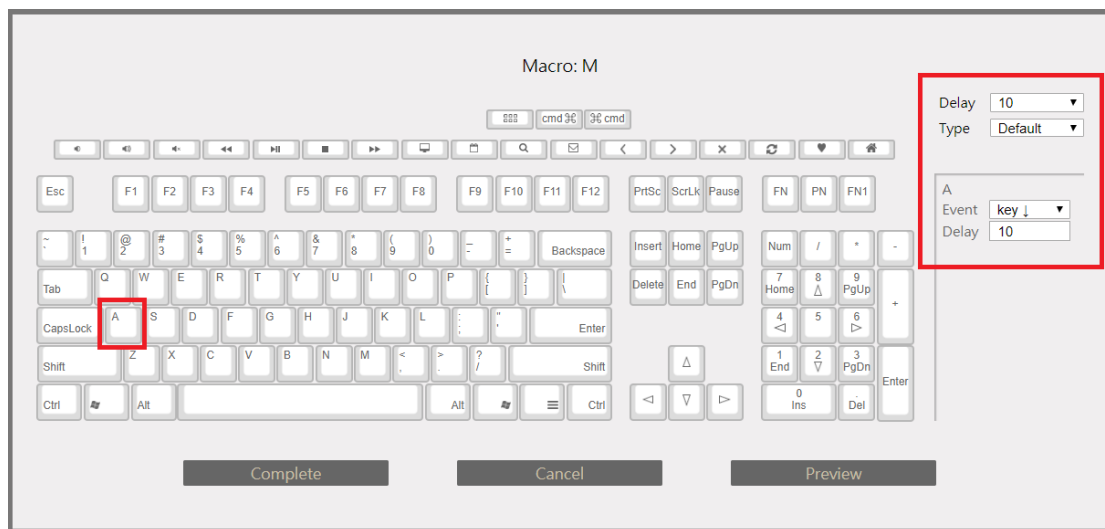 Macro: M
cmd ⌘ ⌘ cmd
Delay 10
Type Default
Esc F1 F2 F3 F4 F5 F6 F7 F8 F9 F10 F11 F12 PrtSc ScrLk Pause FN PN FN1
A
Event key ↓
Delay 10
~ ! @ # $ % ^ & * ( ) _ +
` 1 2 3 4 5 6 7 8 9 0 - = Backspace Insert Home PgUp Num / * -
Tab Q W E R T Y U I O P { } |
[ ] \ Delete End PgDn 7 8 9
Home △ PgUp +
CapsLock A S D F G H J K L : "
; ' Enter 4 5 6
◁ ▷
Shift Z X C V B N M < > ?
, . / Shift △ 1 2 3
End ▽ PgDn Enter
Ctrl Alt Alt Ctrl ◁ ▽ ▷ 0 .
Ins Del
Complete Cancel Preview